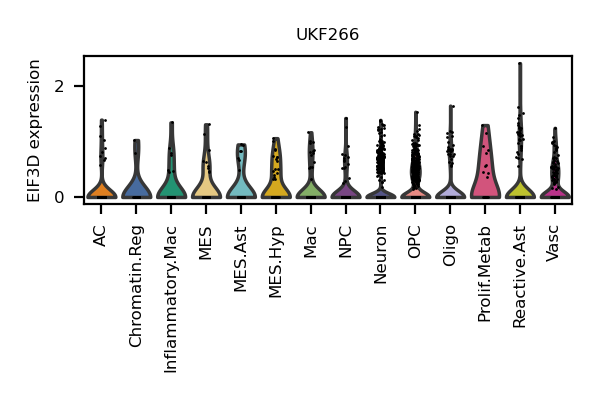 UKF266
EIF3D expression
2
0
AC
Chromatin.Reg
Inflammatory.Mac
MES
MES.Ast
MES.Hyp
Mac
NPC
Neuron
OPC
Oligo
Prolif.Metab
Reactive.Ast
Vasc